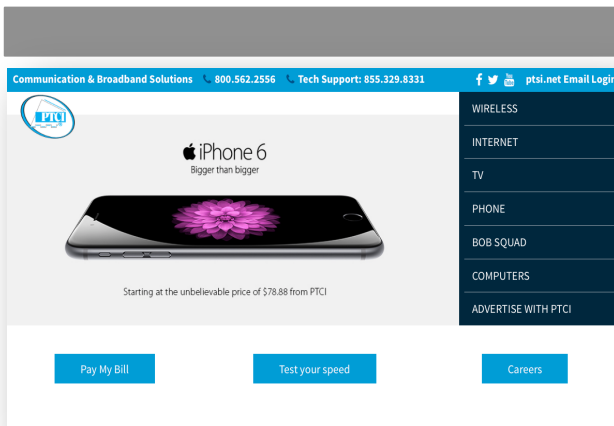 Communication & Broadband Solutions 800.562.2556 Tech Support: 855.329.8331 ptsi.net Email Login
PTCI
WIRELESS
iPhone 6
Bigger than bigger
INTERNET
TV
PHONE
BOB SQUAD
COMPUTERS
Starting at the unbelievable price of $78.88 from PTCI
ADVERTISE WITH PTCI
Pay My Bill Test your speed Careers